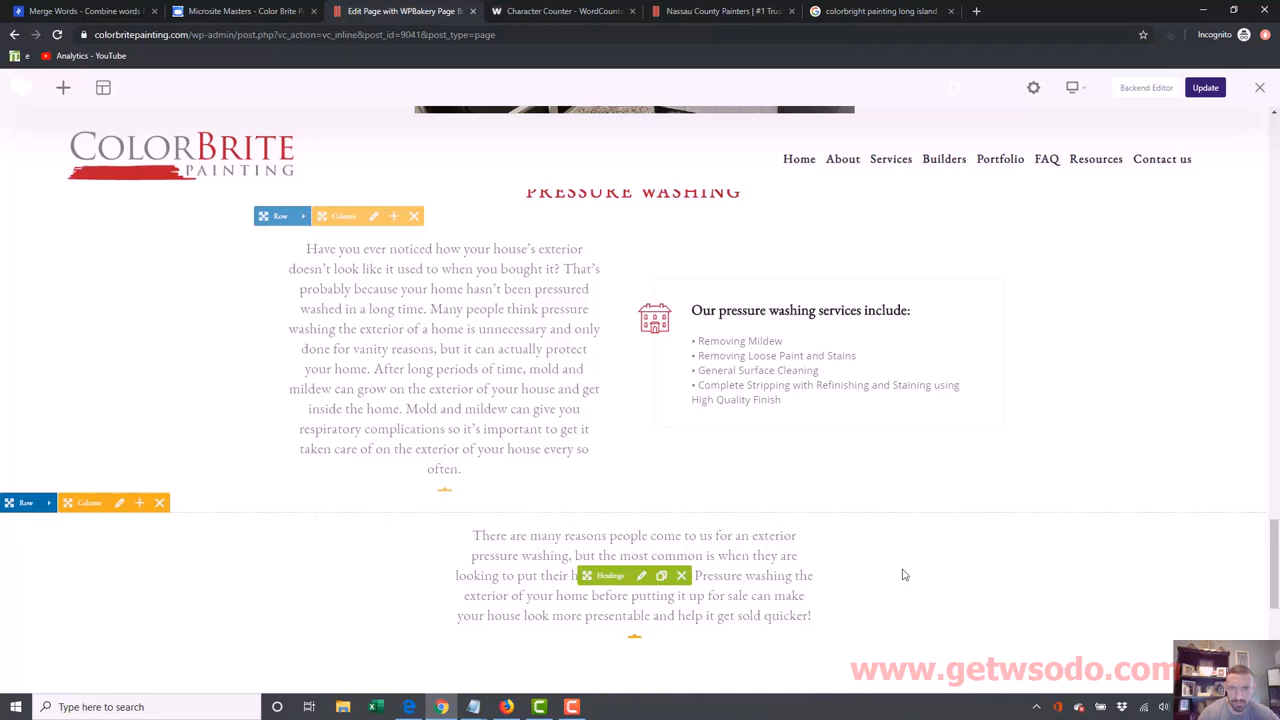 Merge Words - Combine words
Microsite Masters - Color Brite P
Edit Page with WPBakery Page B
Character Counter - WordCounte
Nassau County Painters | #1 Trus
colorbright painting long island
colorbritepainting.com/wp-admin/post.php?vc_action=vc_inline&post_id=9041&post_type=page
Incognito
Analytics - YouTube
Backend Editor
Update
COLORBRITE
PAINTING
Home About Services Builders Portfolio FAQ Resources Contact us
PRESSURE WASHING
Row Column
Have you ever noticed how your house's exterior
doesn't look like it used to when you bought it? That's
probably because your home hasn't been pressured
washed in a long time. Many people think pressure
washing the exterior of a home is unnecessary and only
done for vanity reasons, but it can actually protect
your home. After long periods of time, mold and
mildew can grow on the exterior of your house and get
inside the home. Mold and mildew can give you
respiratory complications so it's important to get it
taken care of on the exterior of your house every so
often.
Our pressure washing services include:
• Removing Mildew
• Removing Loose Paint and Stains
• General Surface Cleaning
• Complete Stripping with Refinishing and Staining using
High Quality Finish
Row Column
There are many reasons people come to us for an exterior
pressure washing, but the most common is when they are
looking to put their Headings Pressure washing the
exterior of your home before putting it up for sale can make
your house look more presentable and help it get sold quicker!
www.getwsodo.com
Type here to search